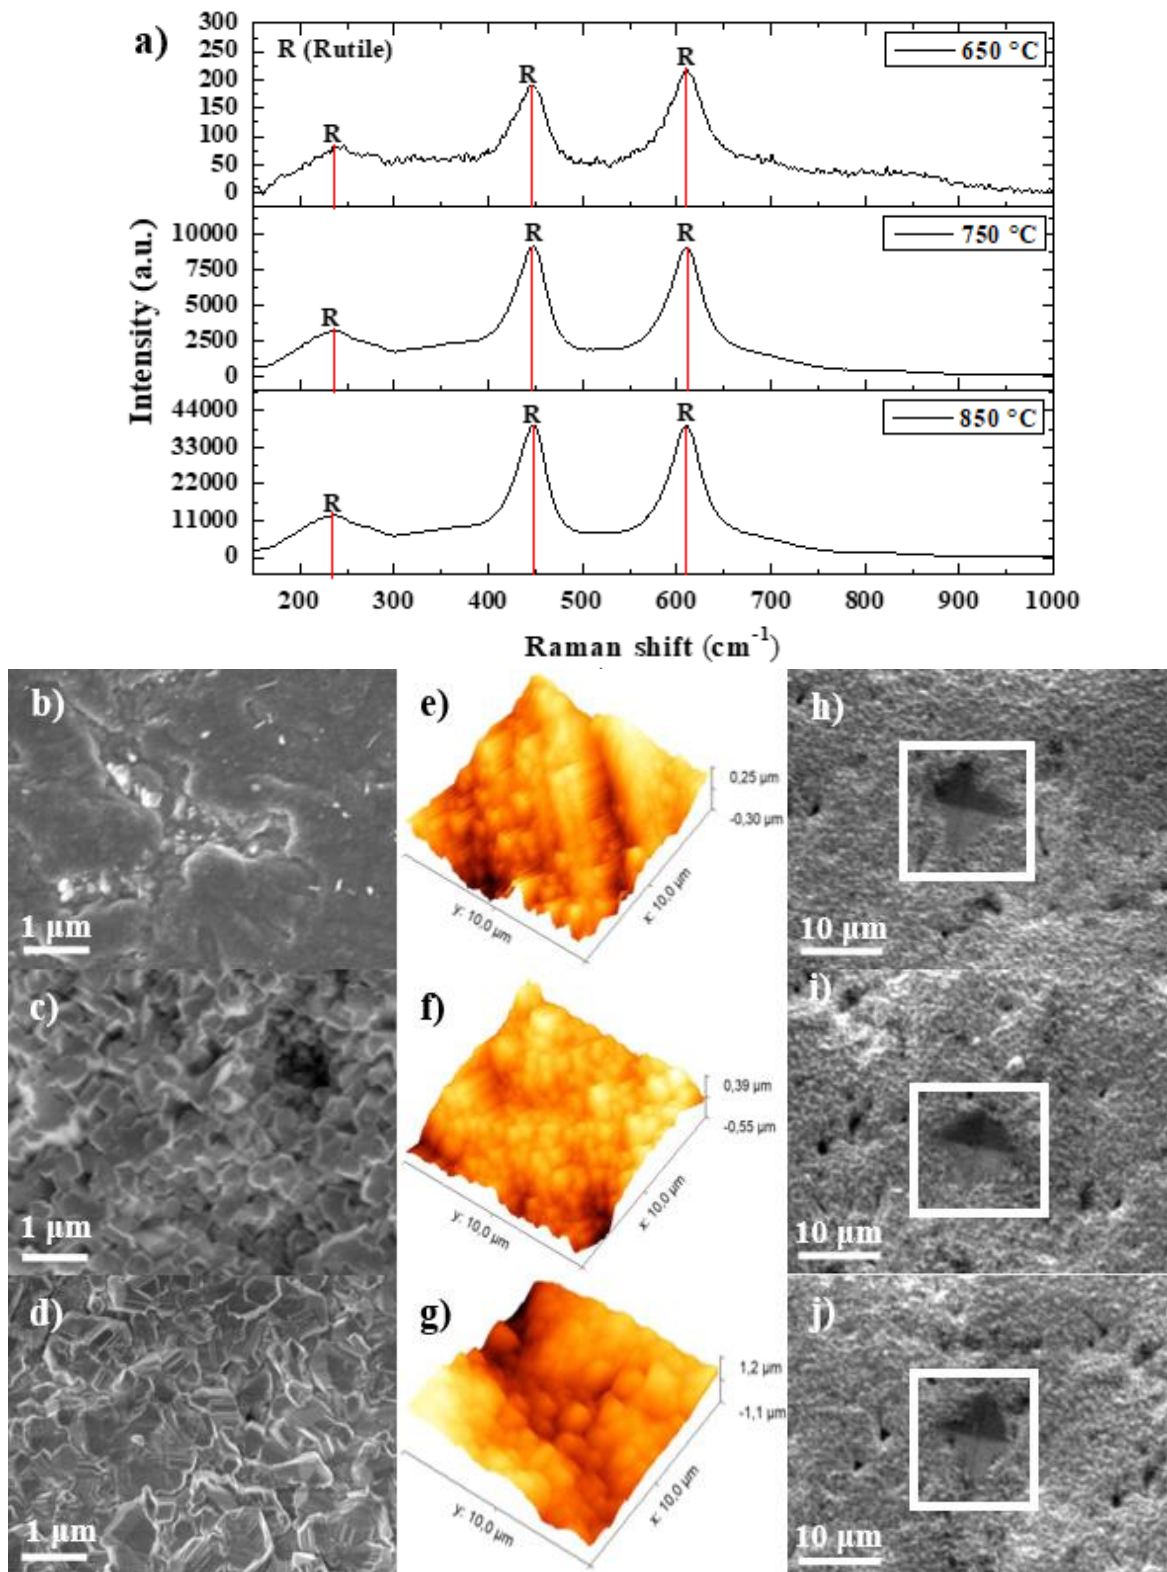 a)
R (Rutile)
650 °C
R
R
R
300
250
200
150
100
50
0
750 °C
R
R
R
10000
7500
5000
2500
0
850 °C
R
R
R
44000
33000
22000
11000
0
Intensity (a.u.)
200 300 400 500 600 700 800 900 1000
Raman shift (cm⁻¹)
b)
1 µm
e)
0,25 µm
-0,30 µm
y: 10,0 µm
x: 10,0 µm
h)
10 µm
c)
1 µm
f)
0,39 µm
-0,55 µm
y: 10,0 µm
x: 10,0 µm
i)
10 µm
d)
1 µm
g)
1,2 µm
-1,1 µm
y: 10,0 µm
x: 10,0 µm
j)
10 µm